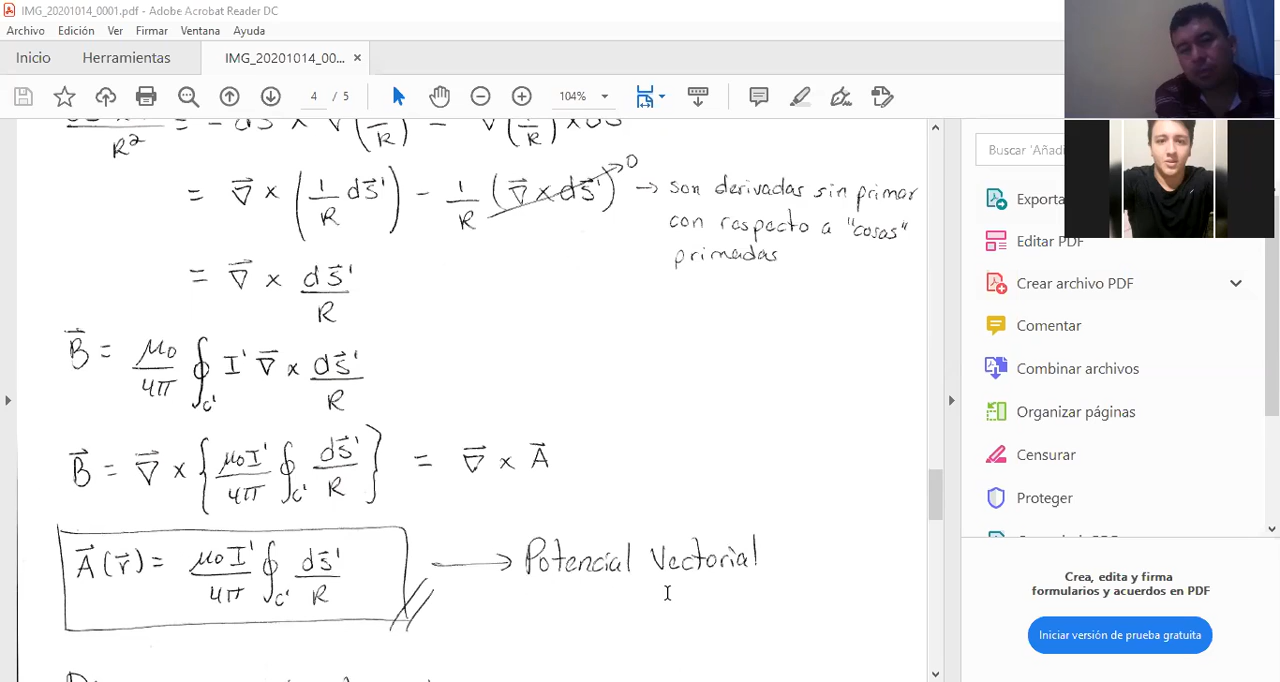 IMG_20201014_0001.pdf - Adobe Acrobat Reader DC
Archivo Edición Ver Firmar Ventana Ayuda
Inicio Herramientas IMG_20201014_00... ×
4 / 5 104%
= ∇⃗ × (1/R ds⃗') - 1/R (∇⃗ × ds⃗') → 0 → son derivadas sin primar
con respecto a "cosas"
primadas
= ∇⃗ × ds⃗'/R
B⃗ = μ₀/4π ∮c' I' ∇⃗ × ds⃗'/R
B⃗ = ∇⃗ × { μ₀I'/4π ∮c' ds⃗'/R } = ∇⃗ × A⃗
A⃗(r⃗) = μ₀I'/4π ∮c' ds⃗'/R → Potencial Vectorial
Buscar 'Añadi
Exporta
Editar PDF
Crear archivo PDF
Comentar
Combinar archivos
Organizar páginas
Censurar
Proteger
Crea, edita y firma
formularios y acuerdos en PDF
Iniciar versión de prueba gratuita